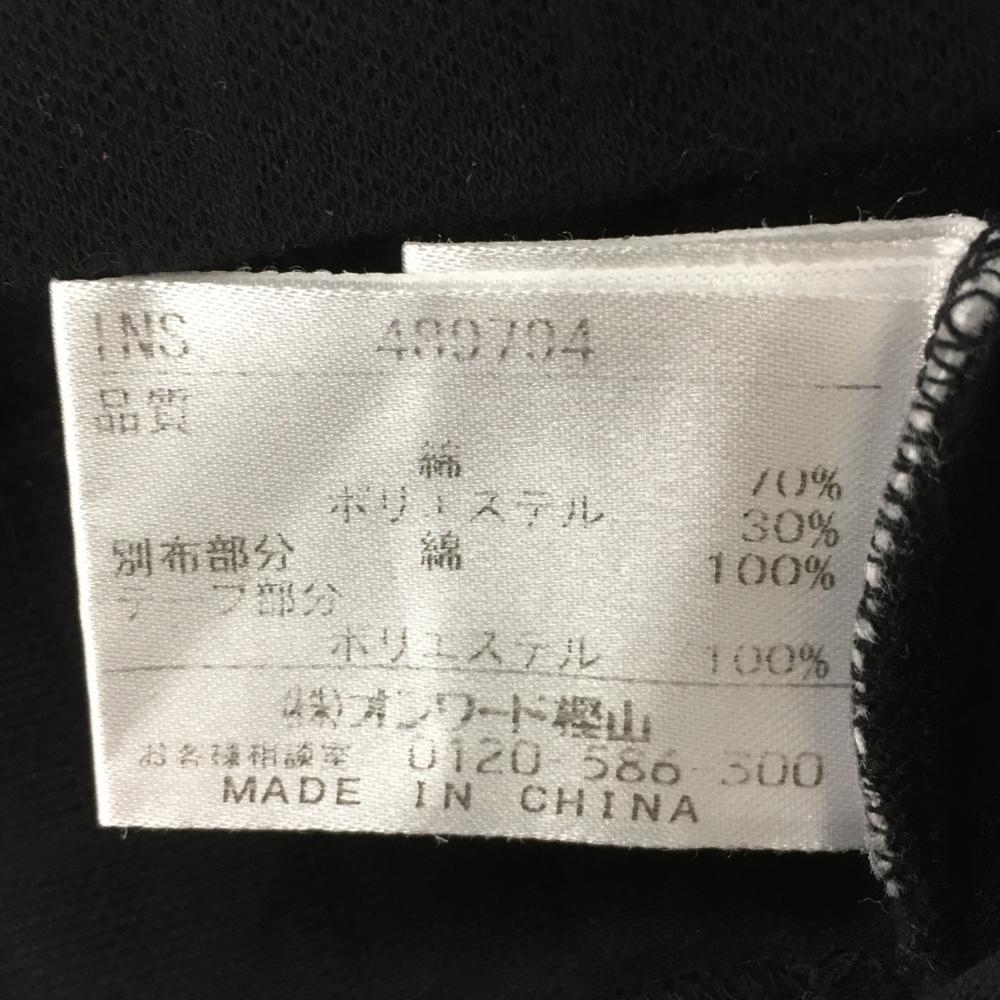 INS 489794
品質
綿 70%
ポリエステル 30%
別布部分 綿 100%
テープ部分
ポリエステル 100%
(株)オンワード樫山
お客様相談室 0120-586-300
MADE IN CHINA